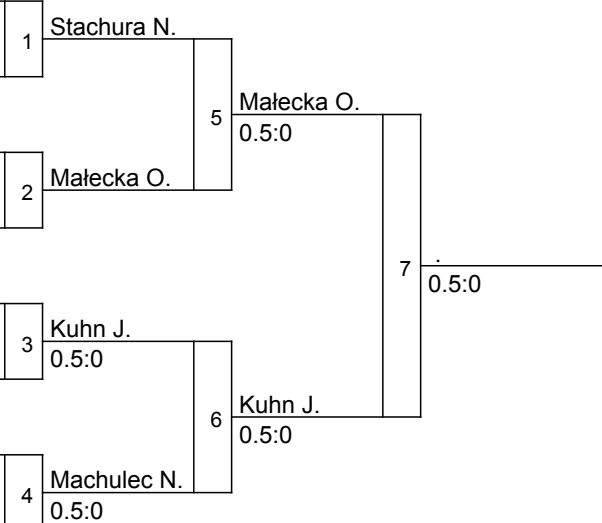 1
Stachura N.
5
Małecka O.
0.5:0
2
Małecka O.
7
.
0.5:0
3
Kuhn J.
0.5:0
6
Kuhn J.
0.5:0
4
Machulec N.
0.5:0